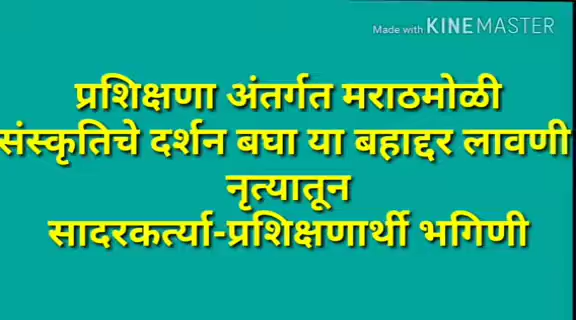 Made with KINEMASTER
प्रशिक्षणा अंतर्गत मराठमोळी
संस्कृतिचे दर्शन बघा या बहाद्दर लावणी
नृत्यातून
सादरकर्त्या-प्रशिक्षणार्थी भगिणी